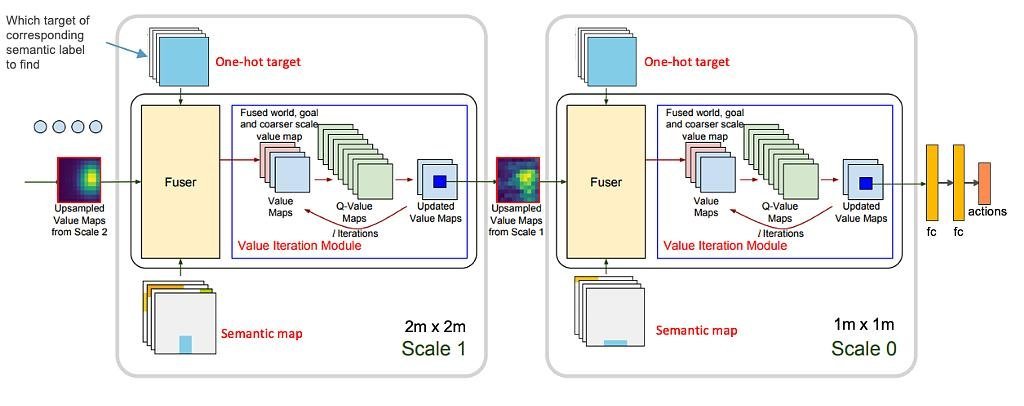 Which target of
corresponding
semantic label
to find
One-hot target
Fuser
Fused world, goal
and coarser scale
value map
Value
Maps
Q-Value
Maps
Updated
Value Maps
l Iterations
Value Iteration Module
Upsampled
Value Maps
from Scale 2
Semantic map
2m x 2m
Scale 1
Upsampled
Value Maps
from Scale 1
One-hot target
Fuser
Fused world, goal
and coarser scale
value map
Value
Maps
Q-Value
Maps
Updated
Value Maps
l Iterations
Value Iteration Module
Semantic map
1m x 1m
Scale 0
fc
fc
actions